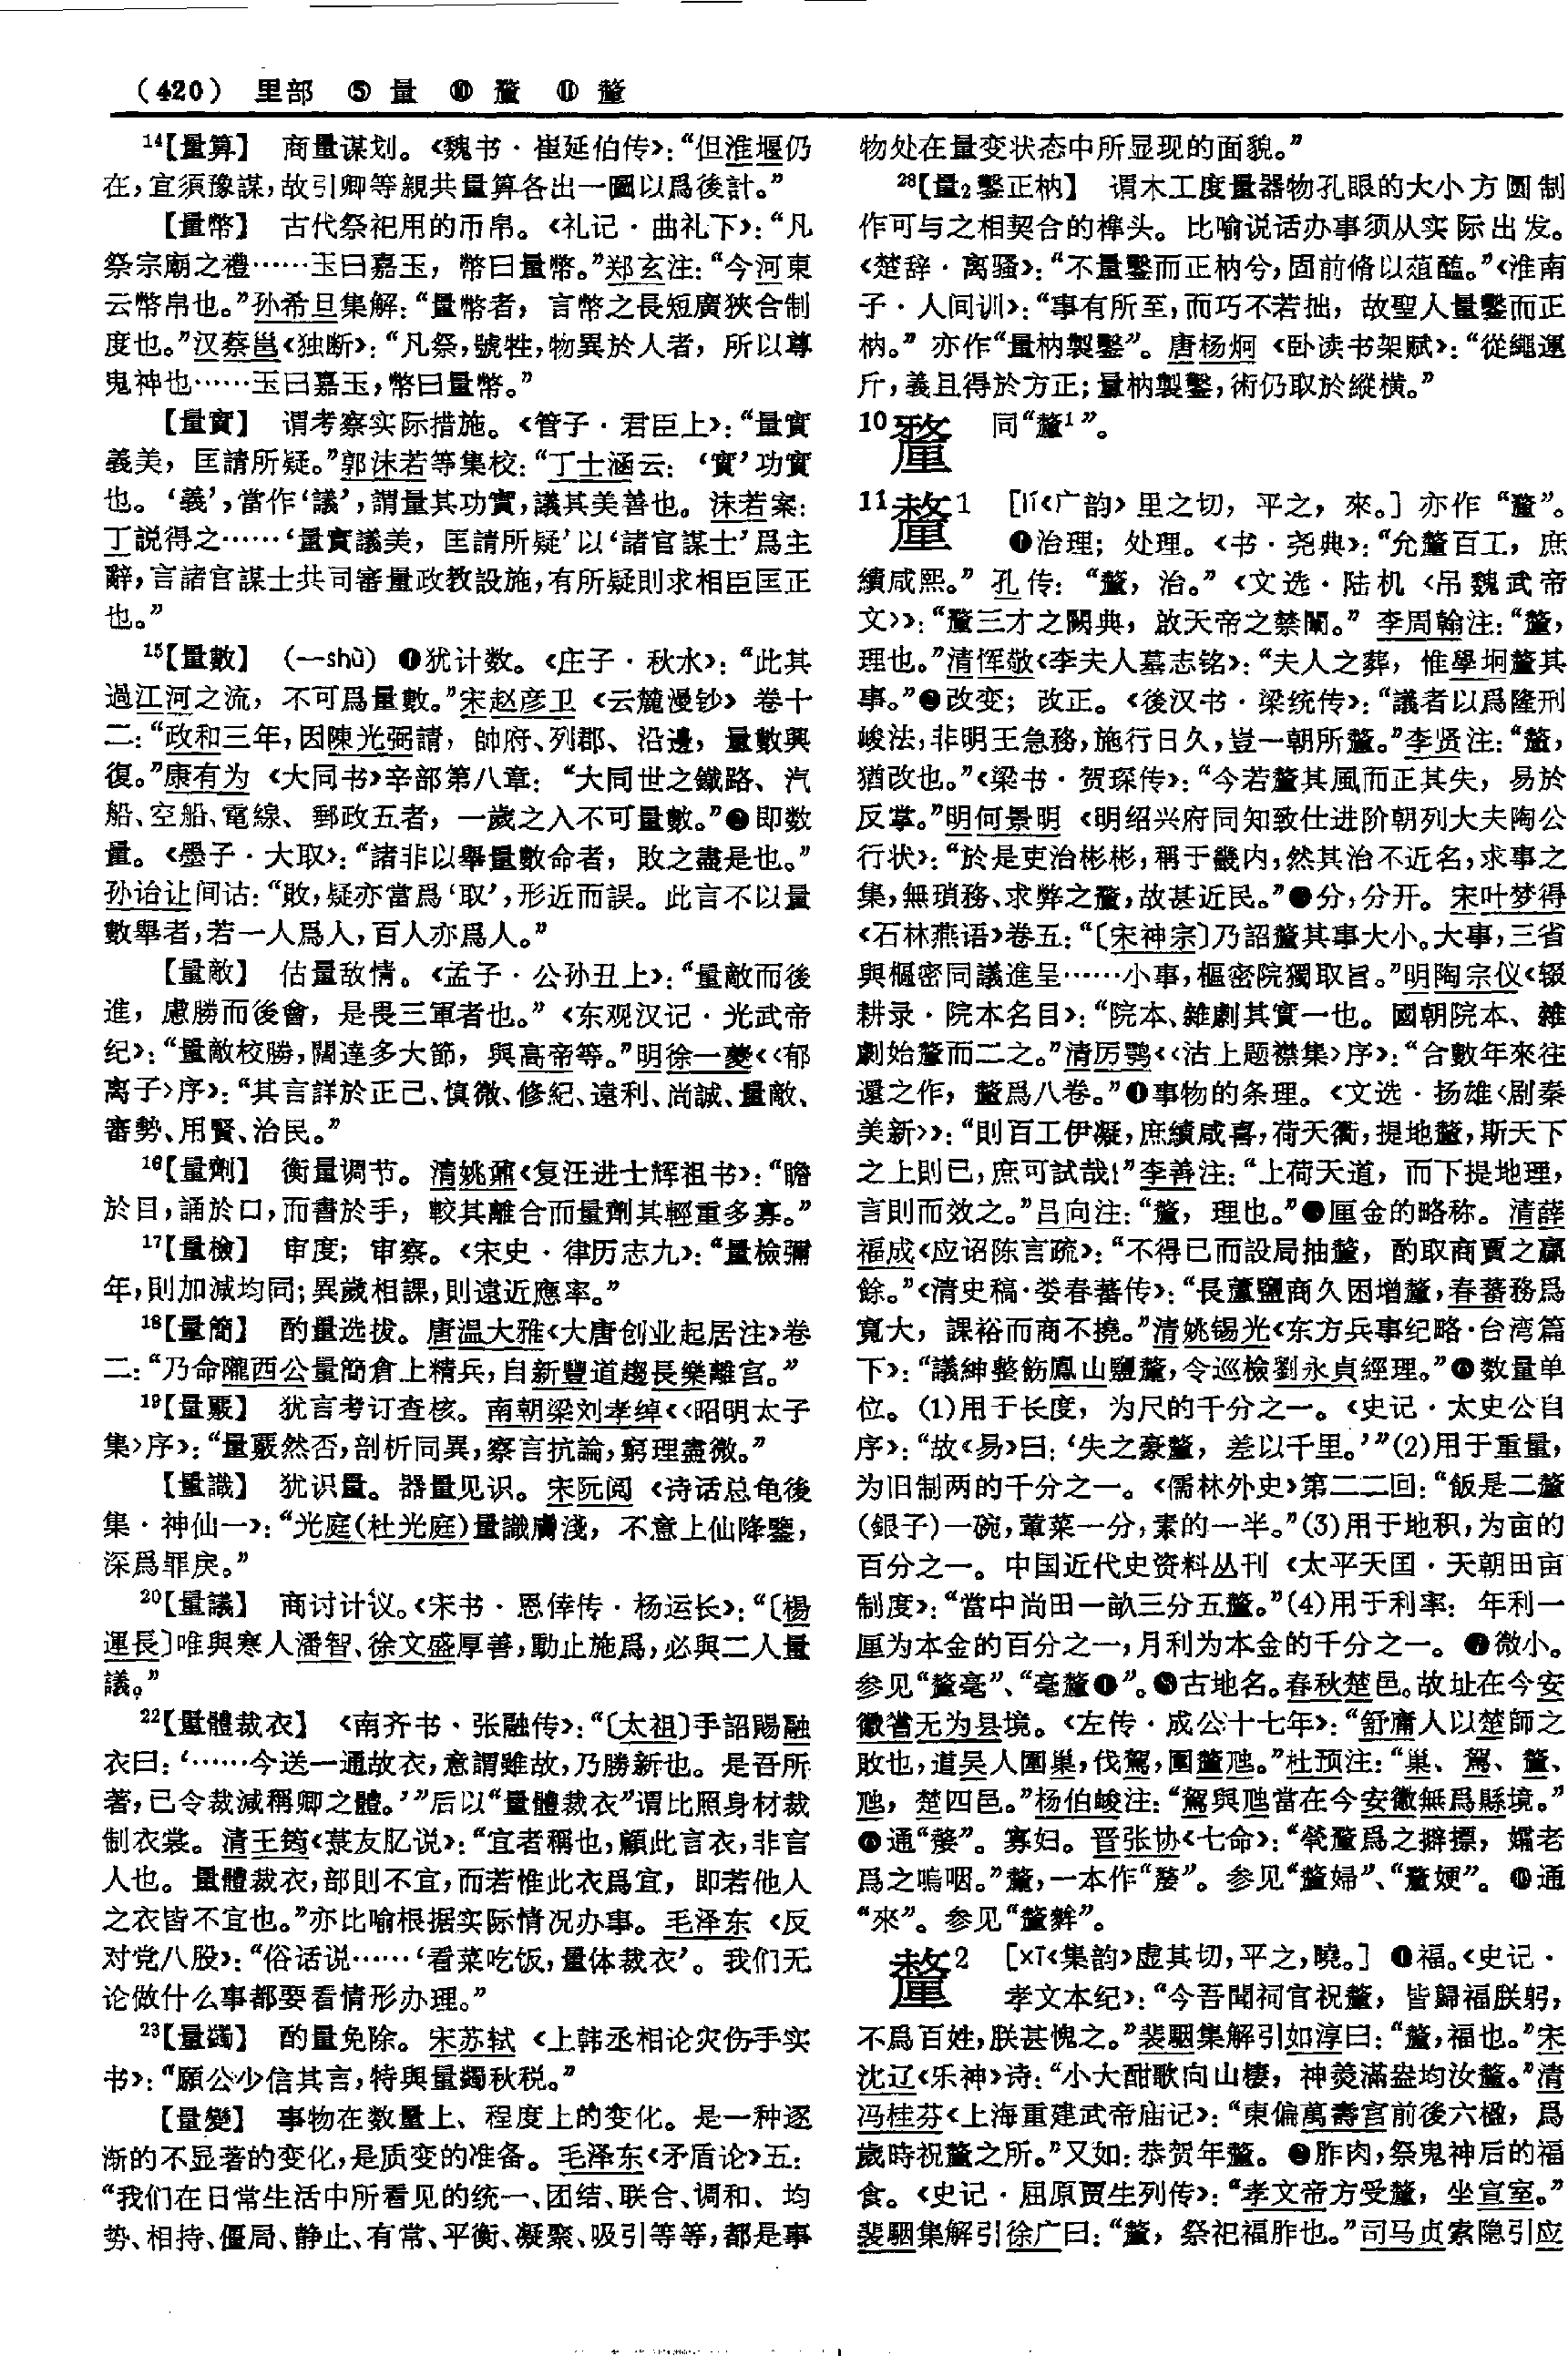 （420） 里部 ⑤ 量 ⑩ 釐 ⑪ 釐
14【量算】 商量谋划。《魏书·崔延伯传》：“但淮堰仍
在，宜須豫謀，故引卿等親共量算各出一圖以爲後計。”
【量幣】 古代祭祀用的币帛。《礼记·曲礼下》：“凡
祭宗廟之禮……玉曰嘉玉，幣曰量幣。”郑玄注：“今河東
云幣帛也。”孙希旦集解：“量幣者，言幣之長短廣狹合制
度也。”汉蔡邕《独断》：“凡祭，號牲，物異於人者，所以尊
鬼神也……玉曰嘉玉，幣曰量幣。”
【量實】 谓考察实际措施。《管子·君臣上》：“量實
義美，匡請所疑。”郭沫若等集校：“丁士涵云：‘實’功實
也。‘義’，當作‘議’，謂量其功實，議其美善也。沫若案：
丁説得之……‘量實議美，匡請所疑’以‘諸官謀士’爲主
辭，言諸官謀士共司審量政教設施，有所疑則求相臣匡正
也。”
15【量數】 （—shù） ❶犹计数。《庄子·秋水》：“此其
過江河之流，不可爲量數。”宋赵彦卫《云麓漫钞》卷十
二：“政和三年，因陳光弼請，帥府、列郡、沿邊，量數興
復。”康有为《大同书》辛部第八章：“大同世之鐵路、汽
船、空船、電線、郵政五者，一歲之入不可量數。”❷即数
量。《墨子·大取》：“諸非以舉量數命者，敗之盡是也。”
孙诒让间诂：“敗，疑亦當爲‘取’，形近而誤。此言不以量
數舉者，若一人爲人，百人亦爲人。”
【量敵】 估量敌情。《孟子·公孙丑上》：“量敵而後
進，慮勝而後會，是畏三軍者也。”《东观汉记·光武帝
纪》：“量敵校勝，闊達多大節，與高帝等。”明徐一夔《〈郁
离子〉序》：“其言詳於正己、慎微、修紀、遠利、尚誠、量敵、
審勢、用賢、治民。”
16【量劑】 衡量调节。清姚鼐《复汪进士辉祖书》：“瞻
於目，誦於口，而書於手，較其離合而量劑其輕重多寡。”
17【量檢】 审度；审察。《宋史·律历志九》：“量檢彌
年，則加減均同；異歲相課，則遠近應率。”
18【量簡】 酌量选拔。唐温大雅《大唐创业起居注》卷
二：“乃命隴西公量簡倉上精兵，自新豐道趨長樂離宫。”
19【量覈】 犹言考订查核。南朝梁刘孝绰《〈昭明太子
集〉序》：“量覈然否，剖析同異，察言抗論，窮理盡微。”
【量識】 犹识量。器量见识。宋阮阅《诗话总龟後
集·神仙一》：“光庭（杜光庭）量識膚淺，不意上仙降鑒，
深爲罪戾。”
20【量議】 商讨计议。《宋书·恩倖传·杨运长》：“〔楊
運長〕唯與寒人潘智、徐文盛厚善，動止施爲，必與二人量
議。”
22【量體裁衣】 《南齐书·张融传》：“〔太祖〕手詔賜融
衣曰：‘……今送一通故衣，意謂雖故，乃勝新也。是吾所
著，已令裁減稱卿之體。’”后以“量體裁衣”谓比照身材裁
制衣裳。清王筠《菉友肊说》：“宜者稱也，顧此言衣，非言
人也。量體裁衣，部則不宜，而若惟此衣爲宜，即若他人
之衣皆不宜也。”亦比喻根据实际情况办事。毛泽东《反
对党八股》：“俗话说……‘看菜吃饭，量体裁衣’。我们无
论做什么事都要看情形办理。”
23【量蠲】 酌量免除。宋苏轼《上韩丞相论灾伤手实
书》：“願公少信其言，特與量蠲秋税。”
【量變】 事物在数量上、程度上的变化。是一种逐
渐的不显著的变化，是质变的准备。毛泽东《矛盾论》五：
“我们在日常生活中所看见的统一、团结、联合、调和、均
势、相持、僵局、静止、有常、平衡、凝聚、吸引等等，都是事
物处在量变状态中所显现的面貌。”
28【量₂鑿正枘】 谓木工度量器物孔眼的大小方圆制
作可与之相契合的榫头。比喻说话办事须从实际出发。
《楚辞·离骚》：“不量鑿而正枘兮，固前脩以菹醢。”《淮南
子·人间训》：“事有所至，而巧不若拙，故聖人量鑿而正
枘。”亦作“量枘製鑿”。唐杨炯《卧读书架赋》：“從繩運
斤，義且得於方正；量枘製鑿，術仍取於縱横。”
10釐 同“釐¹”。
11釐1 ［lí《广韵》里之切，平之，來。］亦作“釐”。
❶治理；处理。《书·尧典》：“允釐百工，庶
績咸熙。”孔传：“釐，治。”《文选·陆机〈吊魏武帝
文〉》：“釐三才之闕典，啟天帝之禁闈。”李周翰注：“釐，
理也。”清恽敬《李夫人墓志铭》：“夫人之葬，惟學垌釐其
事。”❷改变；改正。《後汉书·梁统传》：“議者以爲隆刑
峻法，非明王急務，施行日久，豈一朝所釐。”李贤注：“釐，
猶改也。”《梁书·贺琛传》：“今若釐其風而正其失，易於
反掌。”明何景明《明绍兴府同知致仕进阶朝列大夫陶公
行状》：“於是吏治彬彬，稱于畿内，然其治不近名，求事之
集，無瑣務、求弊之釐，故甚近民。”❸分，分开。宋叶梦得
《石林燕语》卷五：“〔宋神宗〕乃詔釐其事大小。大事，三省
與樞密同議進呈……小事，樞密院獨取旨。”明陶宗仪《辍
耕录·院本名目》：“院本、雜劇其實一也。國朝院本、雜
劇始釐而二之。”清厉鹗《〈沽上题襟集〉序》：“合數年來往
還之作，釐爲八卷。”❹事物的条理。《文选·扬雄〈剧秦
美新〉》：“則百工伊凝，庶績咸喜，荷天衢，提地釐，斯天下
之上則已，庶可試哉！”李善注：“上荷天道，而下提地理，
言則而效之。”吕向注：“釐，理也。”❺厘金的略称。清薛
福成《应诏陈言疏》：“不得已而設局抽釐，酌取商賈之贏
餘。”《清史稿·娄春蕃传》：“長蘆鹽商久困增釐，春蕃務爲
寬大，課裕而商不撓。”清姚锡光《东方兵事纪略·台湾篇
下》：“議紳整飭鳳山鹽釐，令巡檢劉永貞經理。”❻数量单
位。（1）用于长度，为尺的千分之一。《史记·太史公自
序》：“故《易》曰：‘失之豪釐，差以千里。’”（2）用于重量，
为旧制两的千分之一。《儒林外史》第二二回：“飯是二釐
（銀子）一碗，葷菜一分，素的一半。”（3）用于地积，为亩的
百分之一。中国近代史资料丛刊《太平天囯·天朝田亩
制度》：“當中尚田一畝三分五釐。”（4）用于利率：年利一
厘为本金的百分之一，月利为本金的千分之一。 ❼微小。
参见“釐毫”、“毫釐❶”。❽古地名。春秋楚邑。故址在今安
徽省无为县境。《左传·成公十七年》：“舒庸人以楚師之
敗也，道吴人圍巢，伐駕，圍釐虺。”杜预注：“巢、駕、釐、
虺，楚四邑。”杨伯峻注：“駕與虺當在今安徽無爲縣境。”
❾通“嫠”。寡妇。晋张协《七命》：“煢釐爲之擗摽，孀老
爲之嗚咽。”釐，一本作“嫠”。参见“釐婦”、“釐㛐”。❿通
“來”。参见“釐麰”。
釐2 ［xī《集韵》虚其切，平之，曉。］ ❶福。《史记·
孝文本纪》：“今吾聞祠官祝釐，皆歸福朕躬，
不爲百姓，朕甚愧之。”裴駰集解引如淳曰：“釐，福也。”宋
沈辽《乐神》诗：“小大酣歌向山棲，神羮滿盎均汝釐。”清
冯桂芬《上海重建武帝庙记》：“東偏萬壽宫前後六楹，爲
歲時祝釐之所。”又如：恭贺年釐。 ❷胙肉，祭鬼神后的福
食。《史记·屈原贾生列传》：“孝文帝方受釐，坐宣室。”
裴駰集解引徐广曰：“釐，祭祀福胙也。”司马贞索隐引应